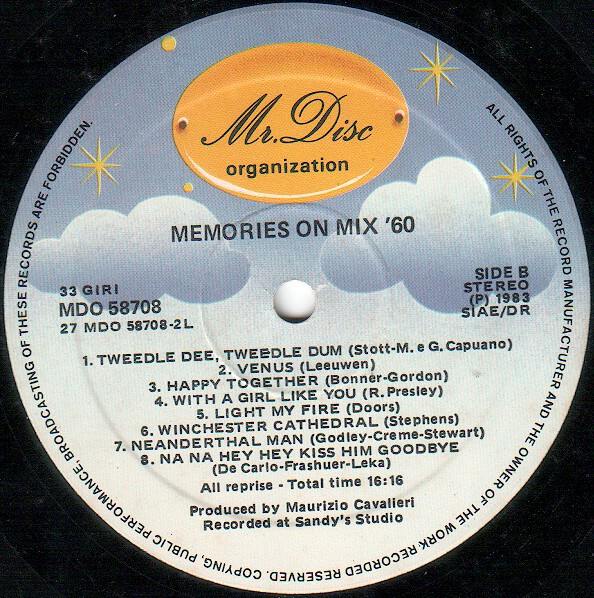 Mr. Disc
organization
MEMORIES ON MIX '60
33 GIRI
MDO 58708
27 MDO 58708-2L
SIDE B
STEREO
(P) 1983
SIAE/DR
1. TWEEDLE DEE, TWEEDLE DUM (Stott-M. e G. Capuano)
2. VENUS (Leeuwen)
3. HAPPY TOGETHER (Bonner-Gordon)
4. WITH A GIRL LIKE YOU (R. Presley)
5. LIGHT MY FIRE (Doors)
6. WINCHESTER CATHEDRAL (Stephens)
7. NEANDERTHAL MAN (Godley-Creme-Stewart)
8. NA NA HEY HEY KISS HIM GOODBYE
(De Carlo-Frashuer-Leka)
All reprise - Total time 16:16
Produced by Maurizio Cavalieri
Recorded at Sandy's Studio
ALL RIGHTS OF THE RECORD MANUFACTURER AND THE OWNER OF THE WORK RECORDED RESERVED. COPYING, PUBLIC PERFORMANCE, BROADCASTING OF THESE RECORDS ARE FORBIDDEN.